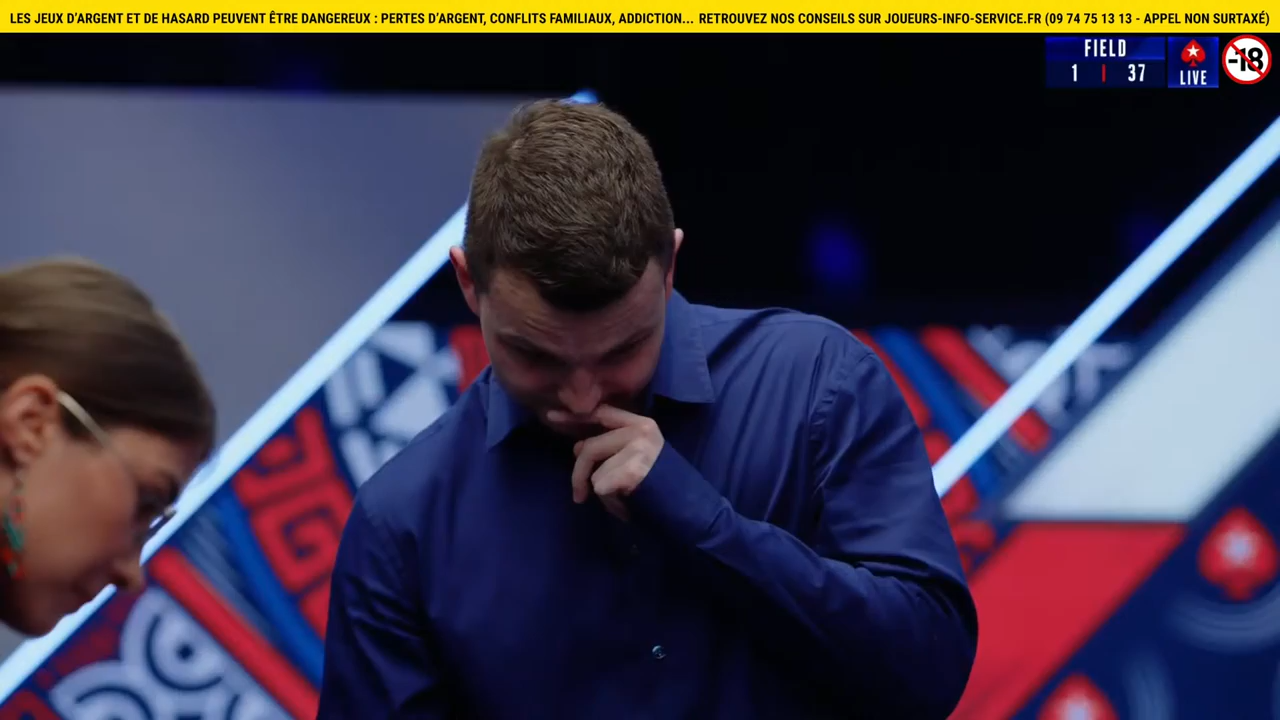 LES JEUX D'ARGENT ET DE HASARD PEUVENT ÊTRE DANGEREUX : PERTES D'ARGENT, CONFLITS FAMILIAUX, ADDICTION... RETROUVEZ NOS CONSEILS SUR JOUEURS-INFO-SERVICE.FR (09 74 75 13 13 - APPEL NON SURTAXÉ)
FIELD
1 | 37
LIVE
-18